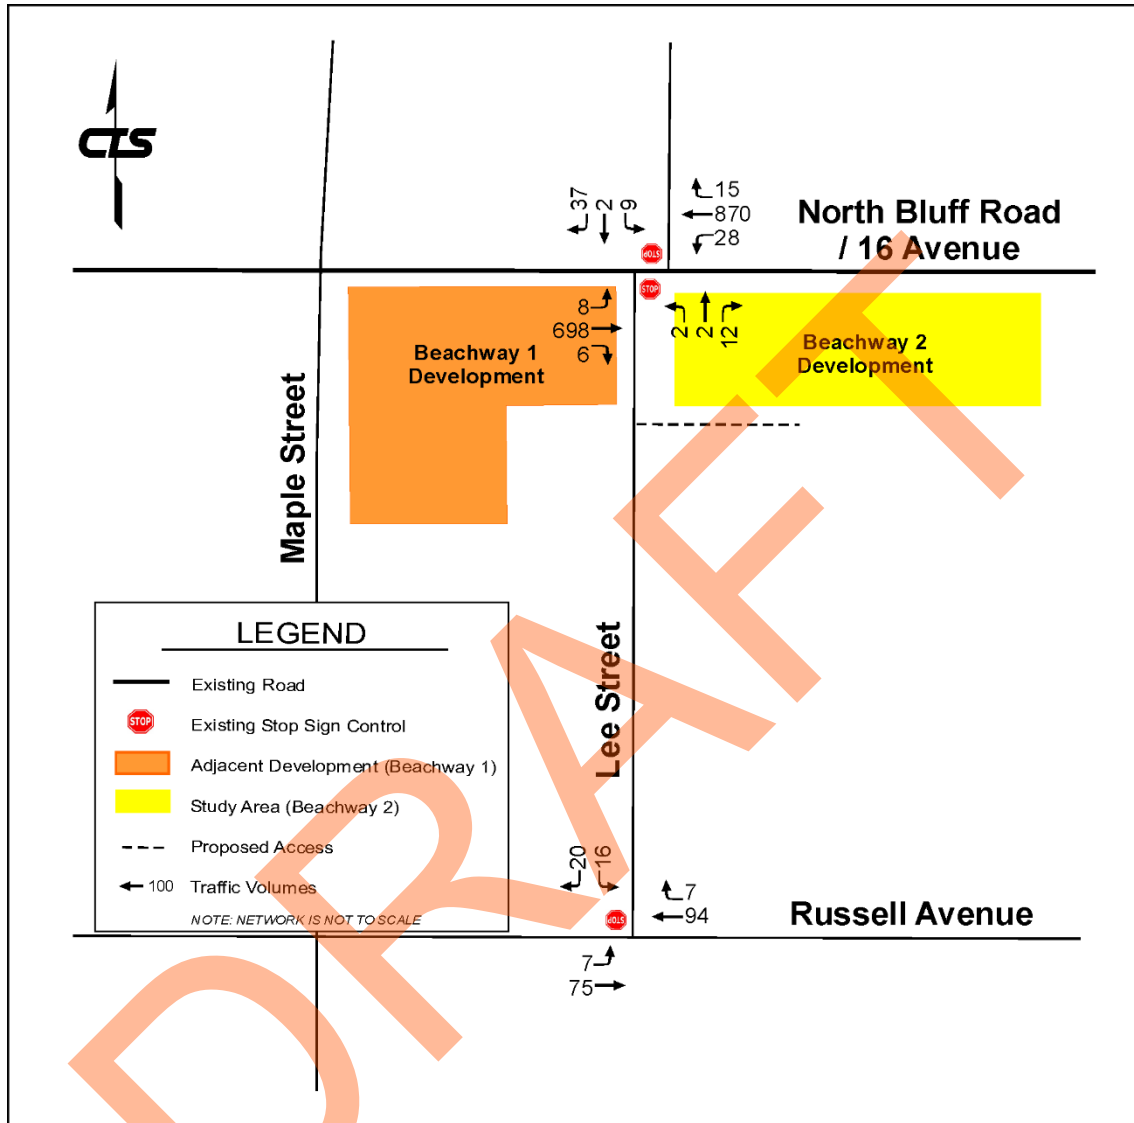 CTS
37
2
9
15
870
28
North Bluff Road
/ 16 Avenue
STOP
STOP
8
698
6
2
2
12
Beachway 1
Development
Beachway 2
Development
Maple Street
Lee Street
LEGEND
Existing Road
STOP
Existing Stop Sign Control
Adjacent Development (Beachway 1)
Study Area (Beachway 2)
Proposed Access
100 Traffic Volumes
NOTE: NETWORK IS NOT TO SCALE
20
16
7
94
STOP
Russell Avenue
7
75
DRAFT